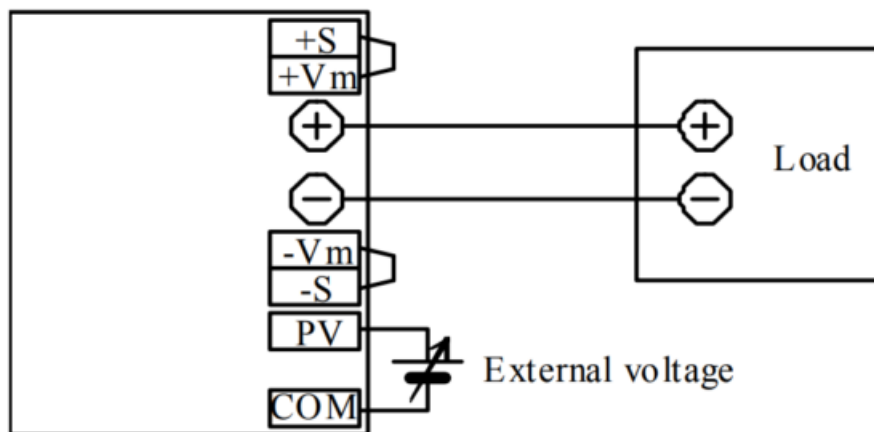 +S
+Vm
+
+
Load
-
-
-Vm
-S
PV
External voltage
COM